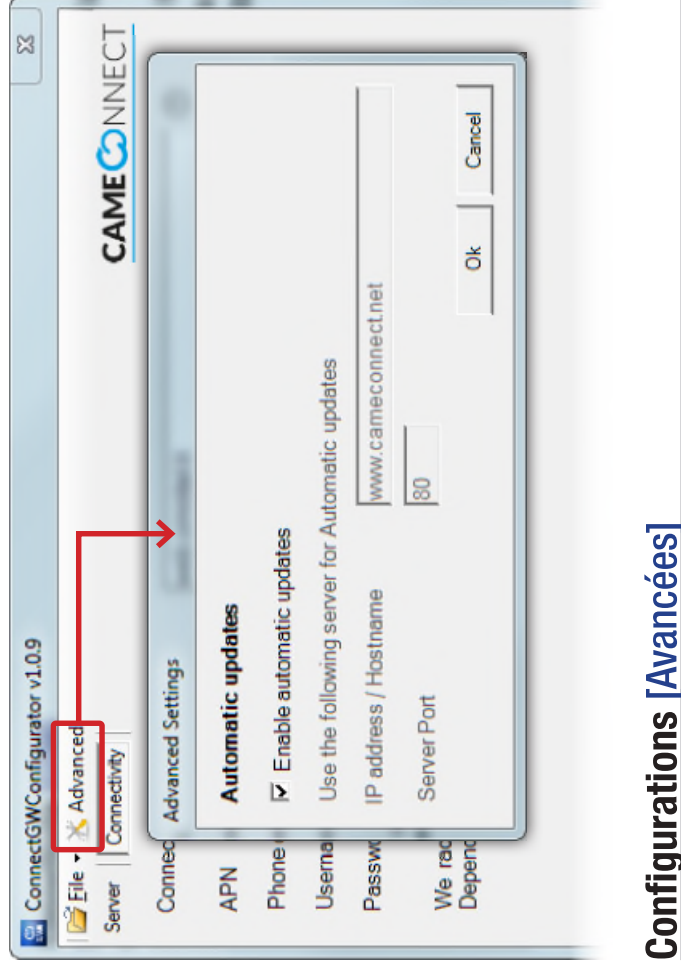 ConnectGWConfigurator v1.0.9
File Advanced
Server Connectivity
CAMECONNECT
Connec
APN
Phone
Userna
Passwo
We rac
Depend
Advanced Settings
Automatic updates
Enable automatic updates
Use the following server for Automatic updates
IP address / Hostname www.cameconnect.net
Server Port 80
Ok Cancel
Configurations [Avancées]